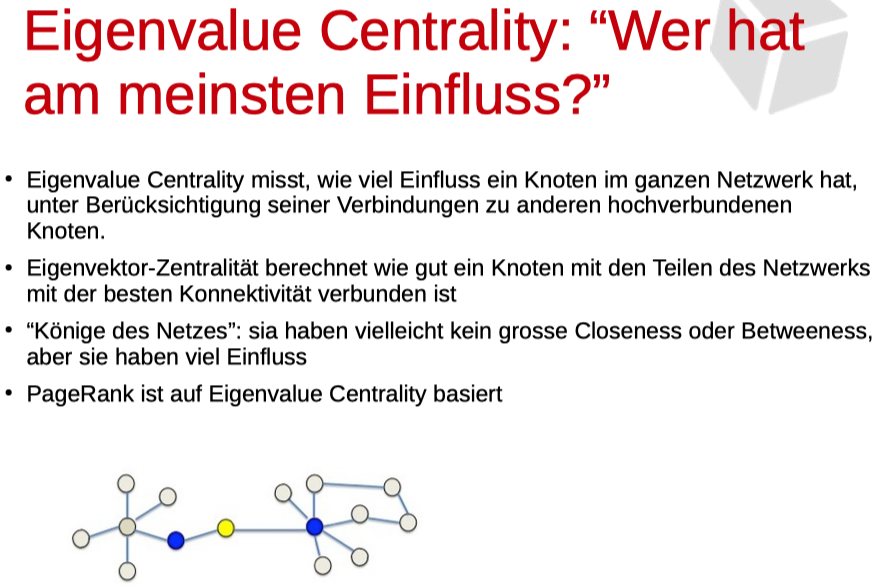 Eigenvalue Centrality: “Wer hat
am meinsten Einfluss?”
• Eigenvalue Centrality misst, wie viel Einfluss ein Knoten im ganzen Netzwerk hat,
unter Berücksichtigung seiner Verbindungen zu anderen hochverbundenen
Knoten.
• Eigenvektor-Zentralität berechnet wie gut ein Knoten mit den Teilen des Netzwerks
mit der besten Konnektivität verbunden ist
• “Könige des Netzes”: sia haben vielleicht kein grosse Closeness oder Betweeness,
aber sie haben viel Einfluss
• PageRank ist auf Eigenvalue Centrality basiert